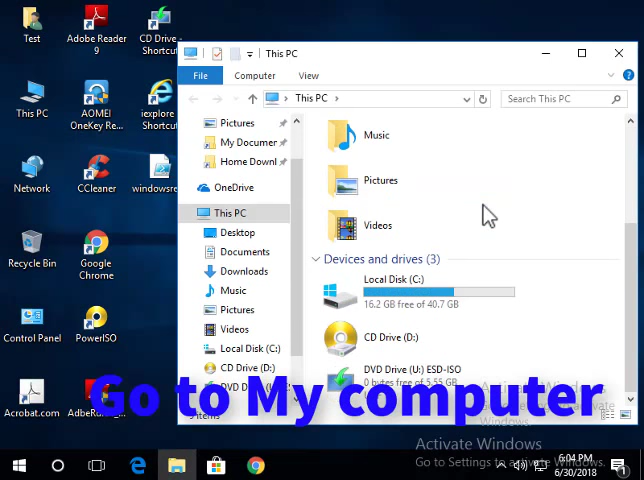 Test
Adobe Reader 9
CD Drive - Shortcut
This PC
AOMEI OneKey Re...
iexplore Shortcut
Network
CCleaner
windowsre
Recycle Bin
Google Chrome
Control Panel
PowerISO
Acrobat.com
This PC
File
Computer
View
This PC
Search This PC
Pictures
My Documen
Home Downl
OneDrive
This PC
Desktop
Documents
Downloads
Music
Pictures
Videos
Local Disk (C:)
CD Drive (D:)
Music
Pictures
Videos
Devices and drives (3)
Local Disk (C:)
16.2 GB free of 40.7 GB
CD Drive (D:)
DVD Drive (U:) ESD-ISO
0 bytes free of 5.55 GB
Go to My computer
Activate Windows
Go to Settings to activate Windows.
6:04 PM
6/30/2018
1